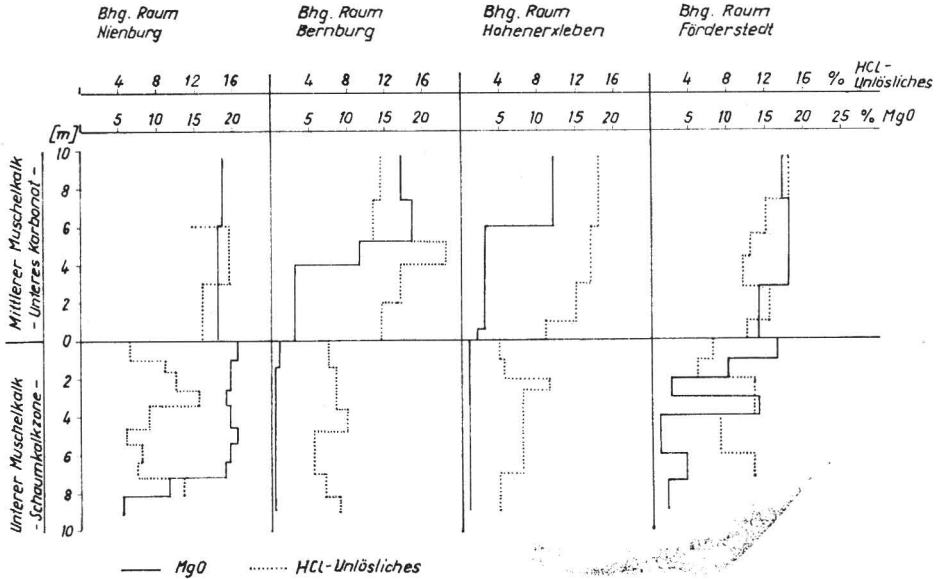 Bhg. Raum
Nienburg
Bhg. Raum
Bernburg
Bhg. Raum
Hohenerxleben
Bhg. Raum
Förderstedt
4 8 12 16 4 8 12 16 4 8 12 16 4 8 12 16 % HCL-
Unlösliches
5 10 15 20 5 10 15 20 5 10 15 20 5 10 15 20 25 % MgO
[m]
10
8
6
4
2
0
2
4
6
8
10
Mittlerer Muschelkalk
- Unteres Karbonat -
Unterer Muschelkalk
- Schaumkalkzone -
MgO
HCl-Unlösliches